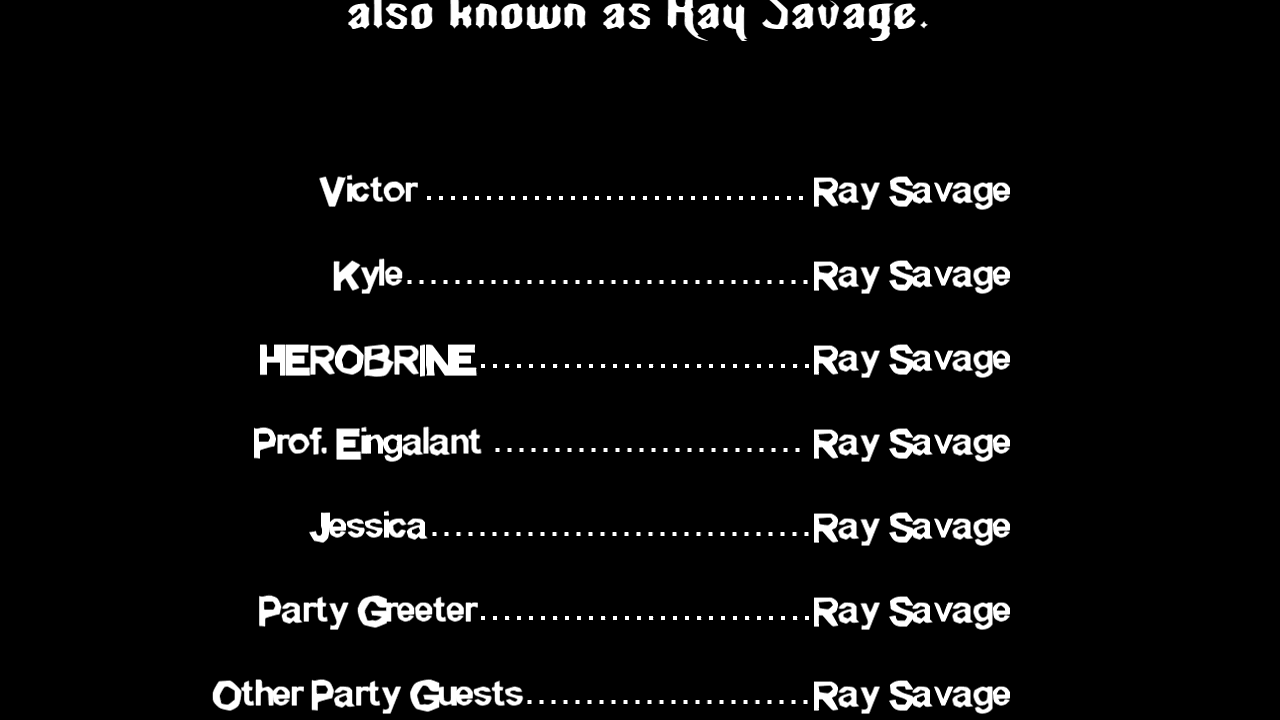 also known as Ray Savage.
Victor ................................ Ray Savage
Kyle..................................Ray Savage
HEROBRINE............................Ray Savage
Prof. Eingalant .......................... Ray Savage
Jessica................................Ray Savage
Party Greeter............................Ray Savage
Other Party Guests........................Ray Savage